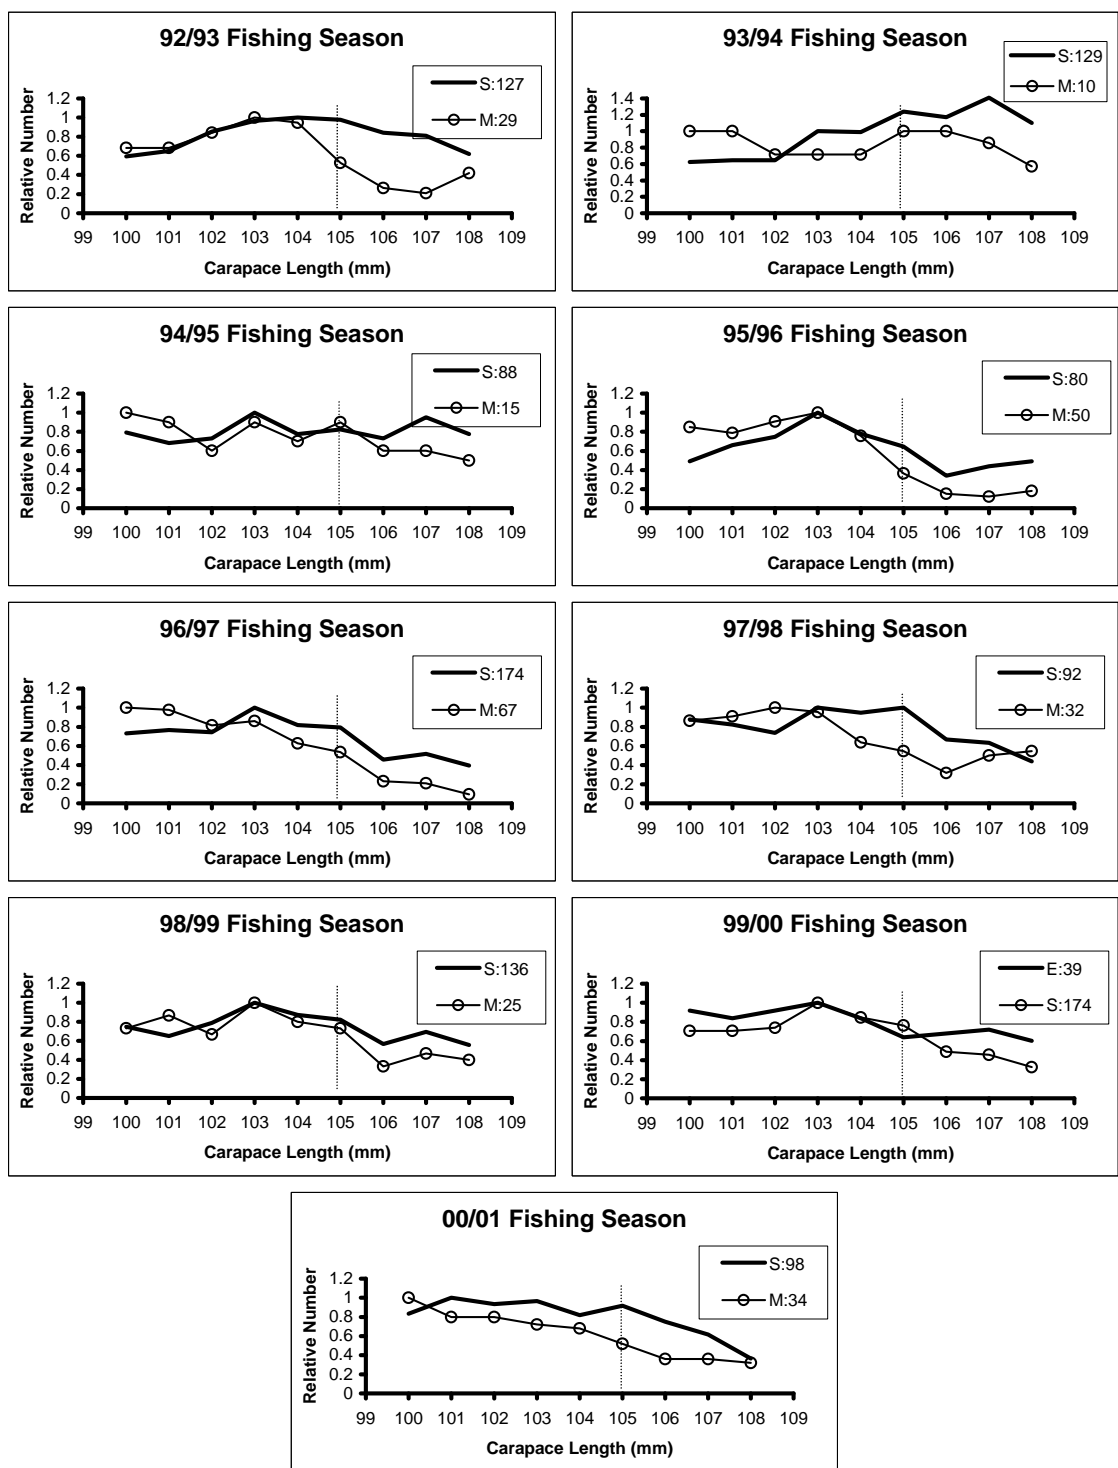 92/93 Fishing Season
S:127
M:29
Relative Number
1.2
1
0.8
0.6
0.4
0.2
0
99 100 101 102 103 104 105 106 107 108 109
Carapace Length (mm)
93/94 Fishing Season
S:129
M:10
Relative Number
1.4
1.2
1
0.8
0.6
0.4
0.2
0
99 100 101 102 103 104 105 106 107 108 109
Carapace Length (mm)
94/95 Fishing Season
S:88
M:15
Relative Number
1.2
1
0.8
0.6
0.4
0.2
0
99 100 101 102 103 104 105 106 107 108 109
Carapace Length (mm)
95/96 Fishing Season
S:80
M:50
Relative Number
1.2
1
0.8
0.6
0.4
0.2
0
99 100 101 102 103 104 105 106 107 108 109
Carapace Length (mm)
96/97 Fishing Season
S:174
M:67
Relative Number
1.2
1
0.8
0.6
0.4
0.2
0
99 100 101 102 103 104 105 106 107 108 109
Carapace Length (mm)
97/98 Fishing Season
S:92
M:32
Relative Number
1.2
1
0.8
0.6
0.4
0.2
0
99 100 101 102 103 104 105 106 107 108 109
Carapace Length (mm)
98/99 Fishing Season
S:136
M:25
Relative Number
1.2
1
0.8
0.6
0.4
0.2
0
99 100 101 102 103 104 105 106 107 108 109
Carapace Length (mm)
99/00 Fishing Season
E:39
S:174
Relative Number
1.2
1
0.8
0.6
0.4
0.2
0
99 100 101 102 103 104 105 106 107 108 109
Carapace Length (mm)
00/01 Fishing Season
S:98
M:34
Relative Number
1.2
1
0.8
0.6
0.4
0.2
0
99 100 101 102 103 104 105 106 107 108 109
Carapace Length (mm)